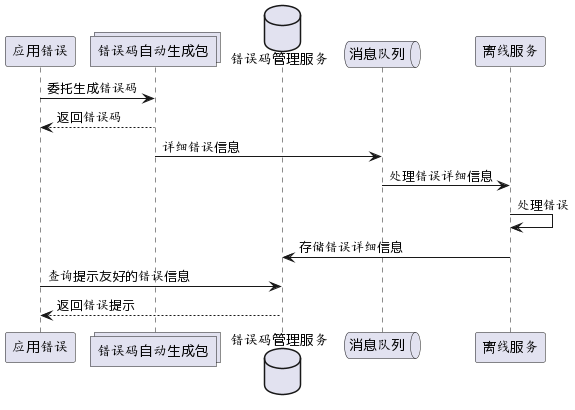 应用错误
错误码自动生成包
错误码管理服务
消息队列
离线服务
委托生成错误码
返回错误码
详细错误信息
处理错误详细信息
处理错误
存储错误详细信息
查询提示友好的错误信息
返回错误提示
应用错误
错误码自动生成包
错误码管理服务
消息队列
离线服务